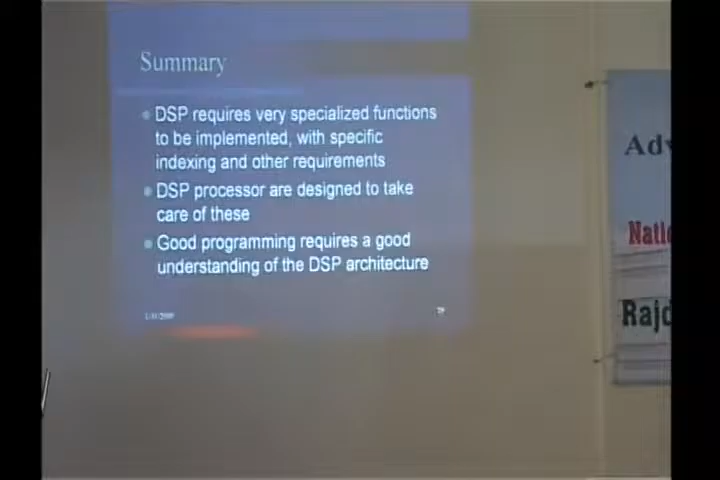 Summary
DSP requires very specialized functions
to be implemented, with specific
indexing and other requirements
DSP processor are designed to take
care of these
Good programming requires a good
understanding of the DSP architecture
Adv
Natio
Rajd